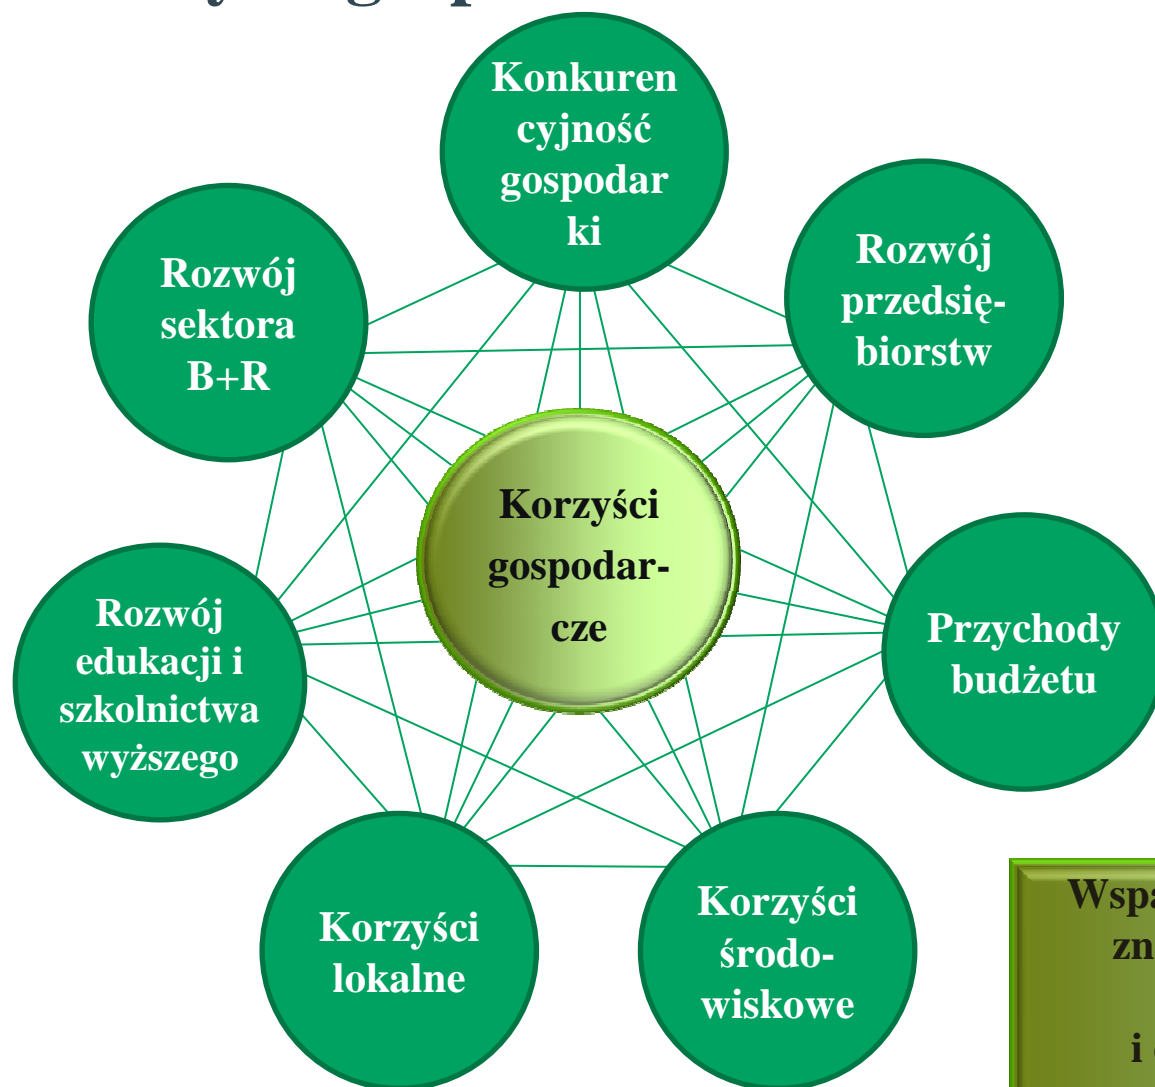 Konkuren
cyjność
gospodar
ki
Rozwój
przedsię-
biorstw
Rozwój
sektora
B+R
Korzyści
gospodar-
cze
Przychody
budżetu
Rozwój
edukacji i
szkolnictwa
wyższego
Korzyści
lokalne
Korzyści
środo-
wiskowe
i